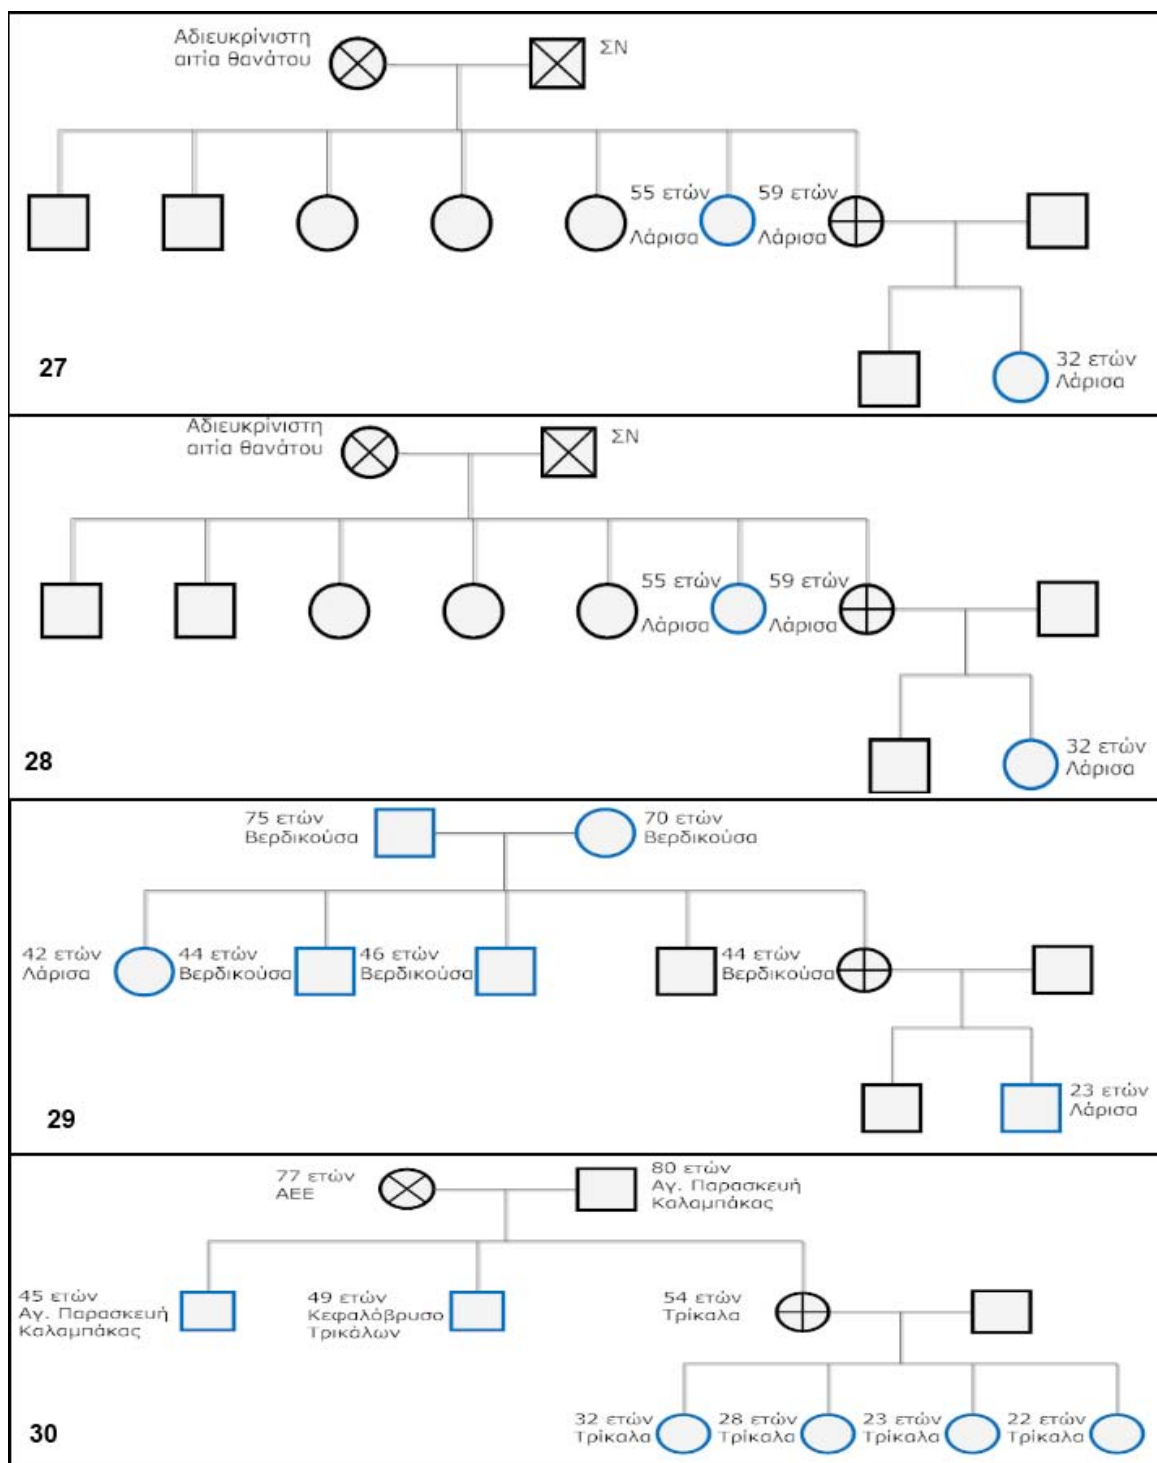 Αδιευκρίνιστη
αιτία θανάτου
ΣΝ
55 ετών
Λάρισα
59 ετών
Λάρισα
32 ετών
Λάρισα
27
Αδιευκρίνιστη
αιτία θανάτου
ΣΝ
55 ετών
Λάρισα
59 ετών
Λάρισα
32 ετών
Λάρισα
28
75 ετών
Βερδικούσα
70 ετών
Βερδικούσα
42 ετών
Λάρισα
44 ετών
Βερδικούσα
46 ετών
Βερδικούσα
44 ετών
Βερδικούσα
23 ετών
Λάρισα
29
77 ετών
ΑΕΕ
80 ετών
Αγ. Παρασκευή
Καλαμπάκας
45 ετών
Αγ. Παρασκευή
Καλαμπάκας
49 ετών
Κεφαλόβρυσο
Τρικάλων
54 ετών
Τρίκαλα
32 ετών
Τρίκαλα
28 ετών
Τρίκαλα
23 ετών
Τρίκαλα
22 ετών
Τρίκαλα
30